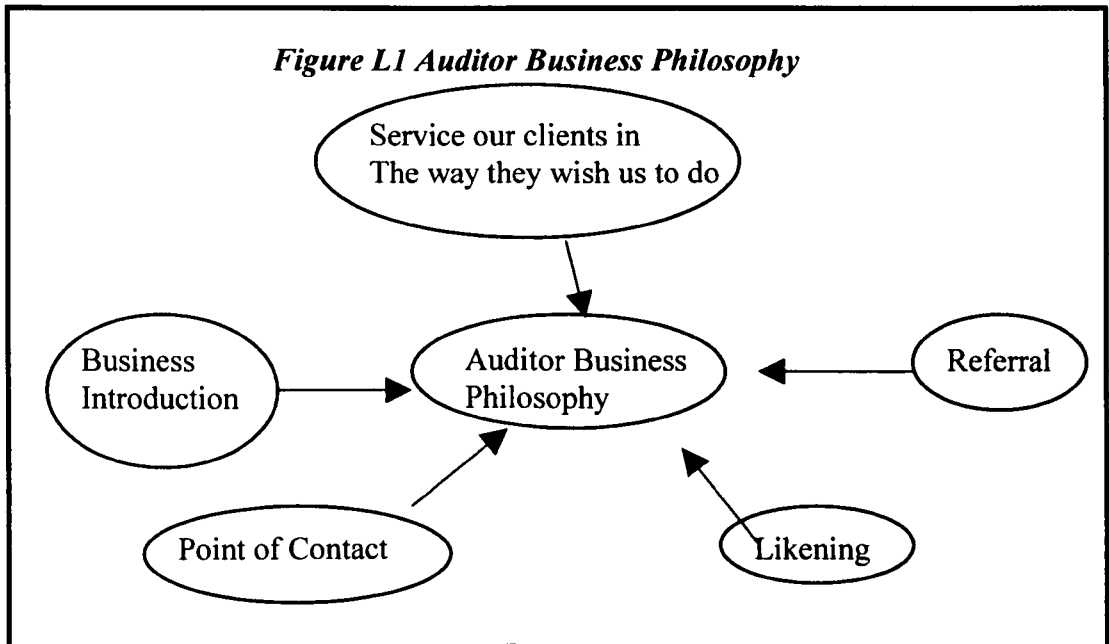 Figure L1 Auditor Business Philosophy
Service our clients in
The way they wish us to do
Business
Introduction
Auditor Business
Philosophy
Referral
Point of Contact
Likening